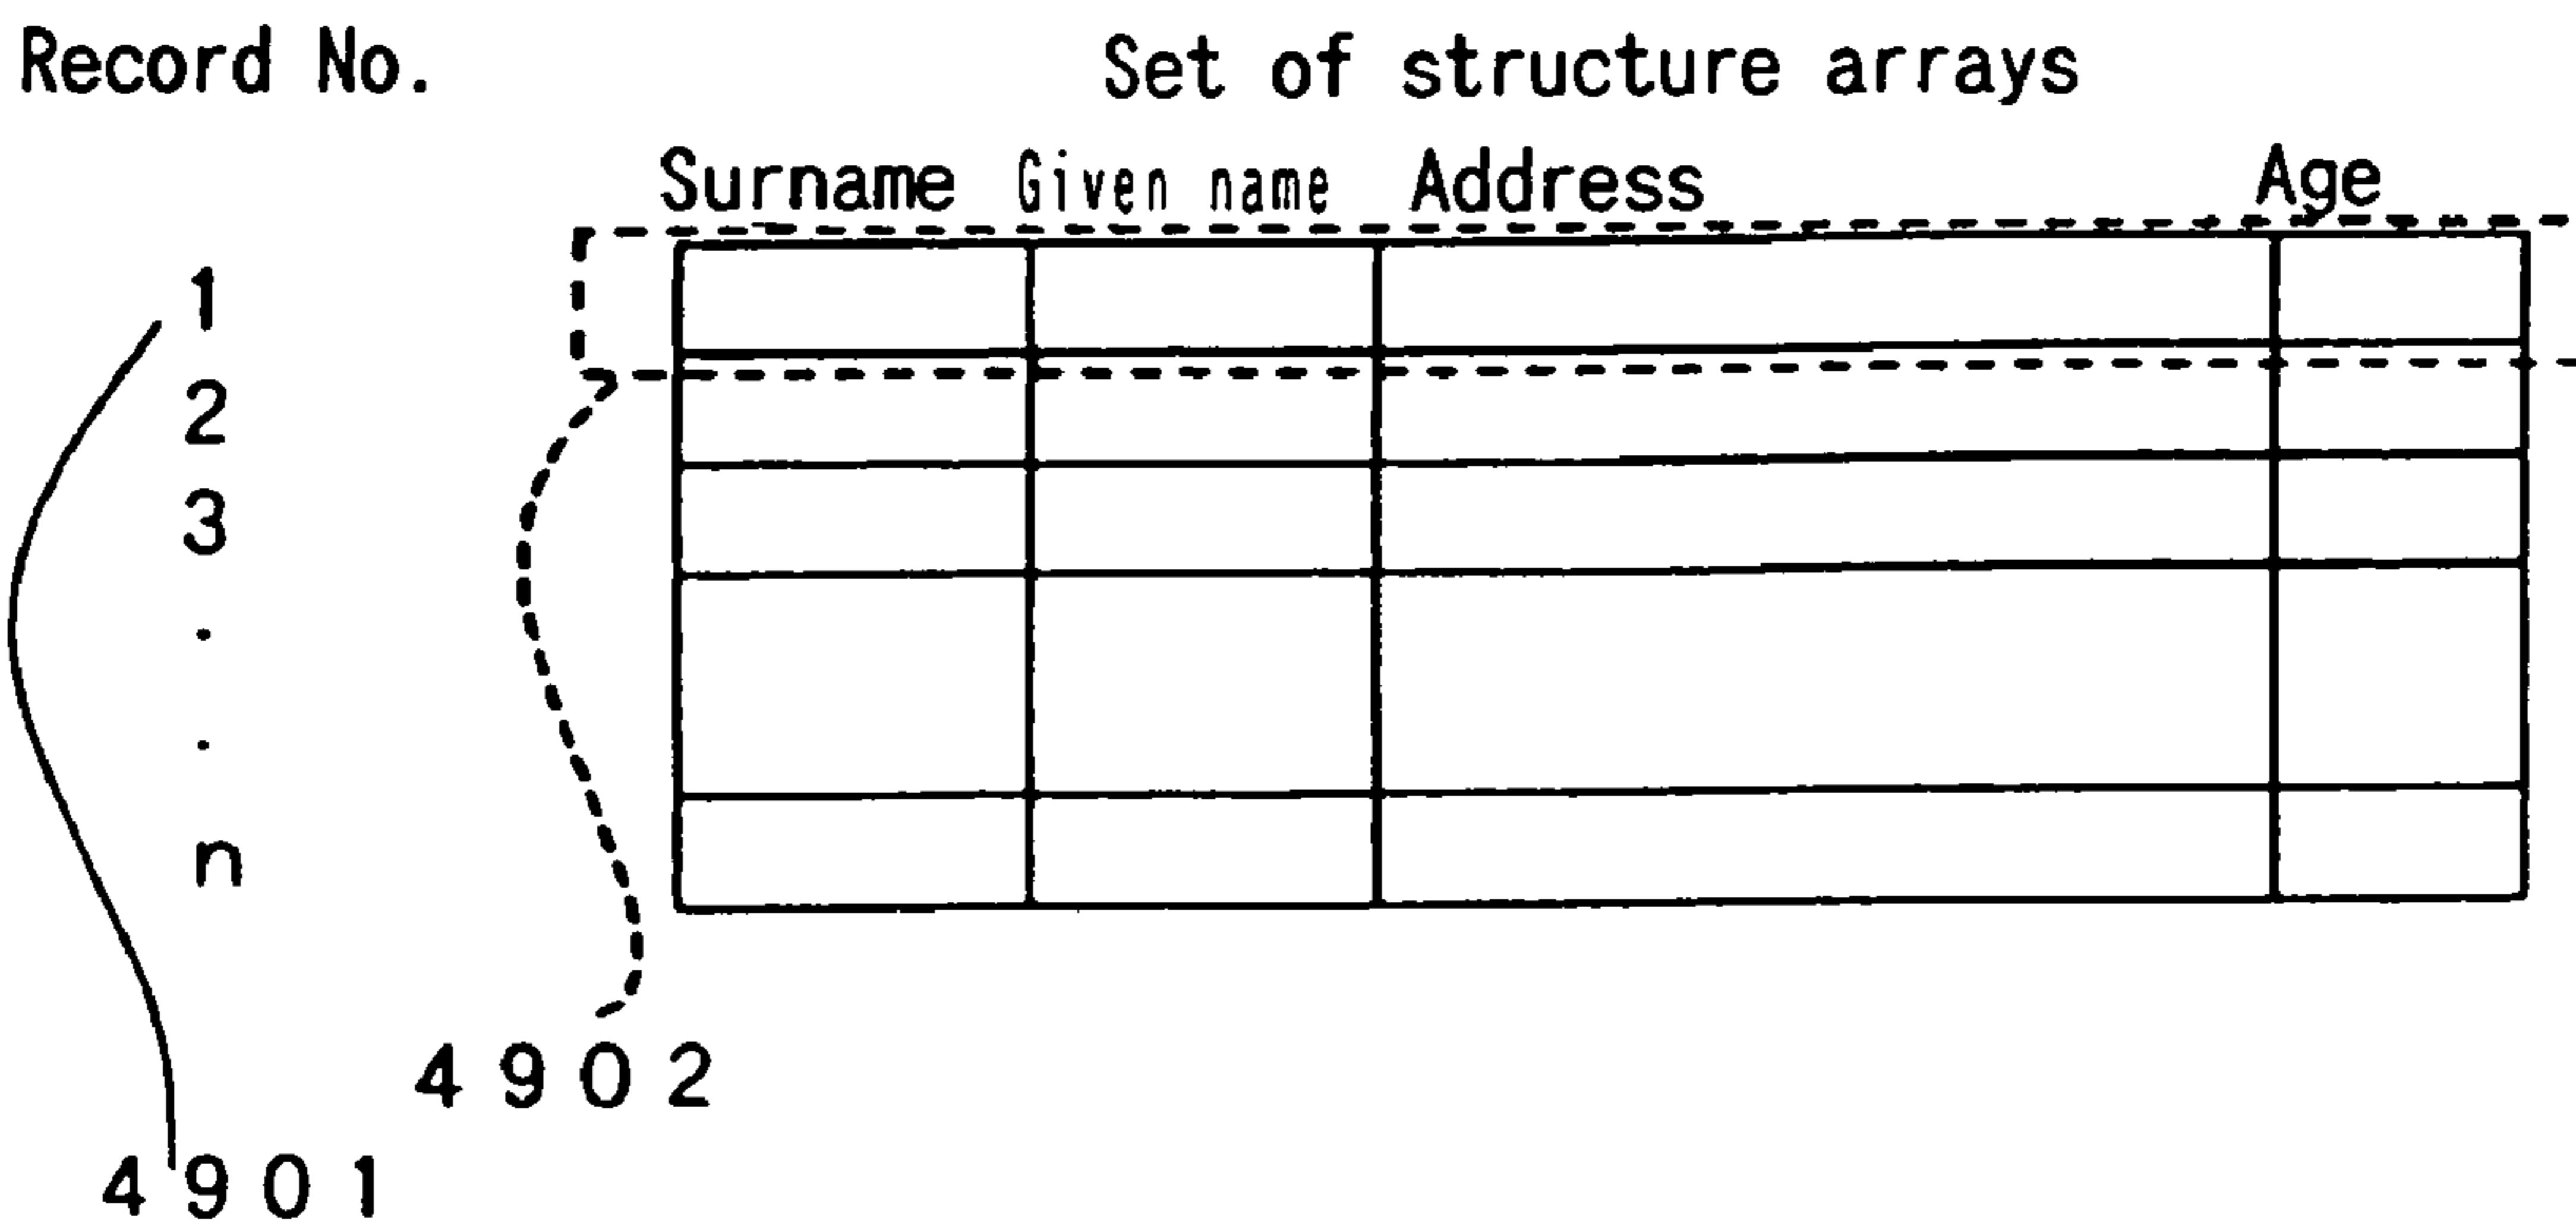 Record No. Set of structure arrays
Surname Given name Address Age
1
2
3
.
.
n
4902
4901